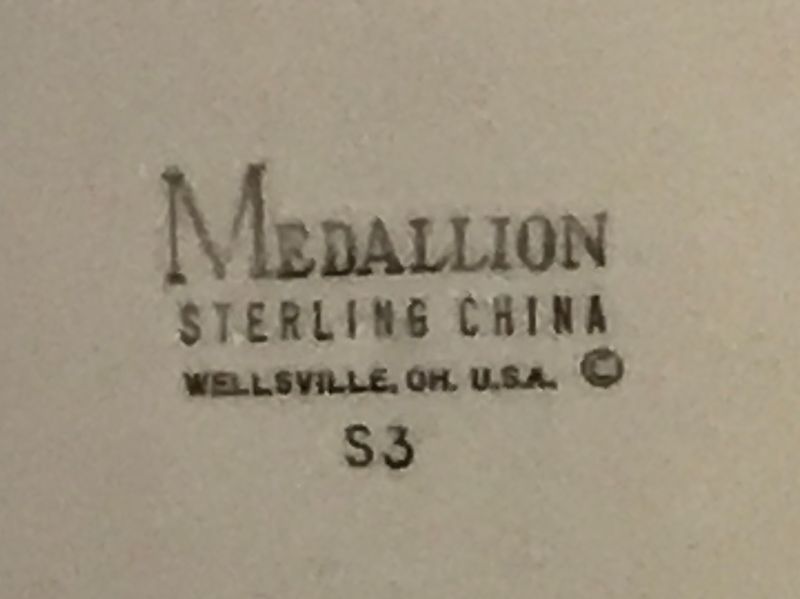 MEDALLION
STERLING CHINA
WELLSVILLE, OH. U.S.A. ©
S3